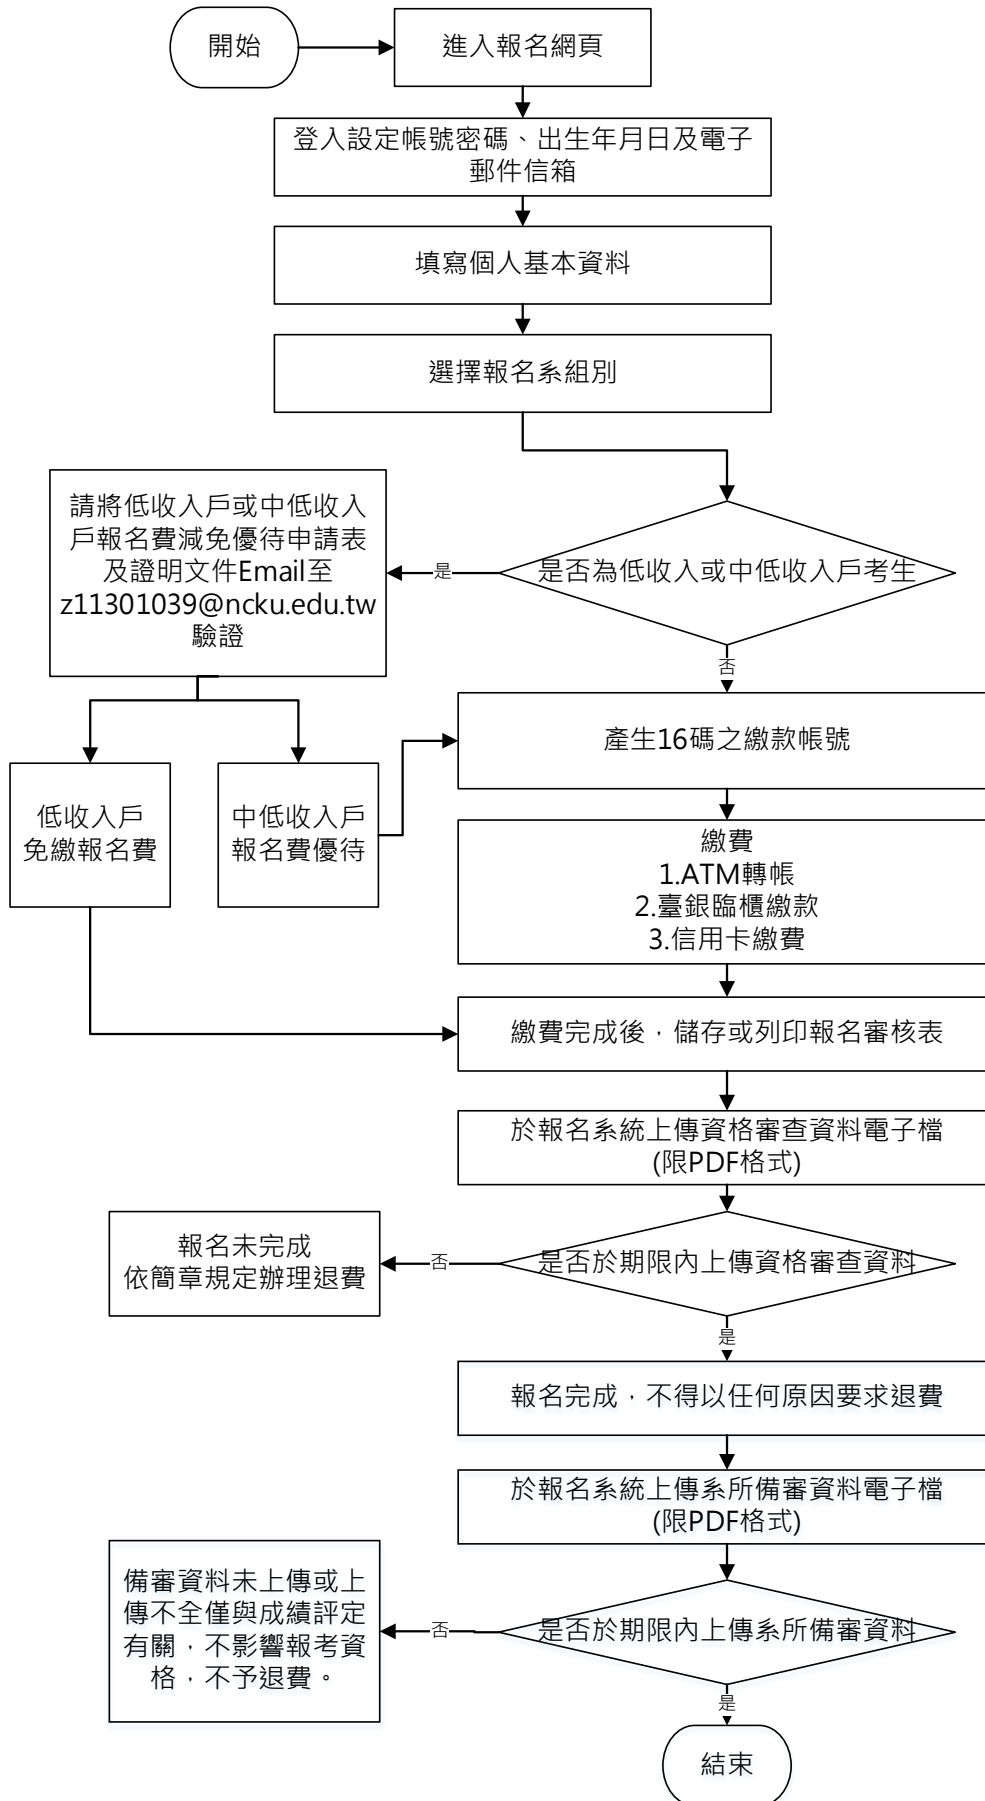 開始
進入報名網頁
登入設定帳號密碼、出生年月日及電子
郵件信箱
填寫個人基本資料
選擇報名系組別
是否為低收入或中低收入戶考生
是
請將低收入戶或中低收入
戶報名費減免優待申請表
及證明文件Email至
z11301039@ncku.edu.tw
驗證
否
產生16碼之繳款帳號
低收入戶
免繳報名費
中低收入戶
報名費優待
繳費
1.ATM轉帳
2.臺銀臨櫃繳款
3.信用卡繳費
繳費完成後，儲存或列印報名審核表
於報名系統上傳資格審查資料電子檔
(限PDF格式)
是否於期限內上傳資格審查資料
否
報名未完成
依簡章規定辦理退費
是
報名完成，不得以任何原因要求退費
於報名系統上傳系所備審資料電子檔
(限PDF格式)
是否於期限內上傳系所備審資料
否
備審資料未上傳或上
傳不全僅與成績評定
有關，不影響報考資
格，不予退費。
是
結束